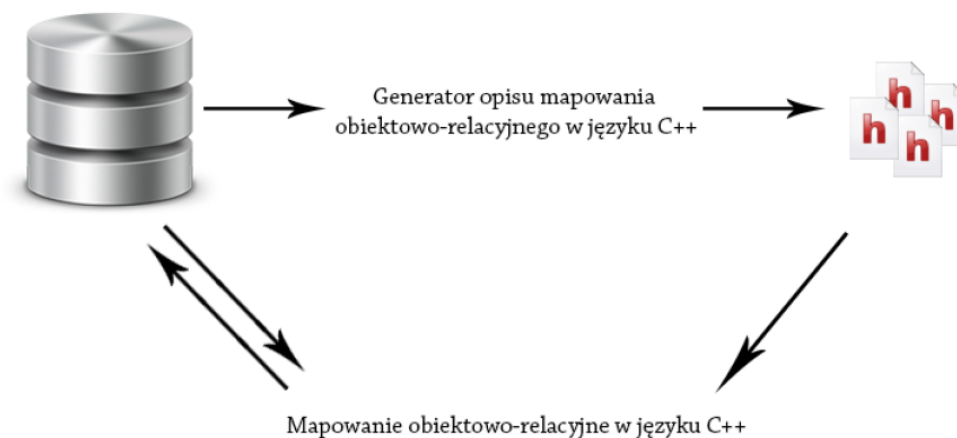 Generator opisu mapowania
obiektowo-relacyjnego w języku C++
h
h
h
h
Mapowanie obiektowo-relacyjne w języku C++